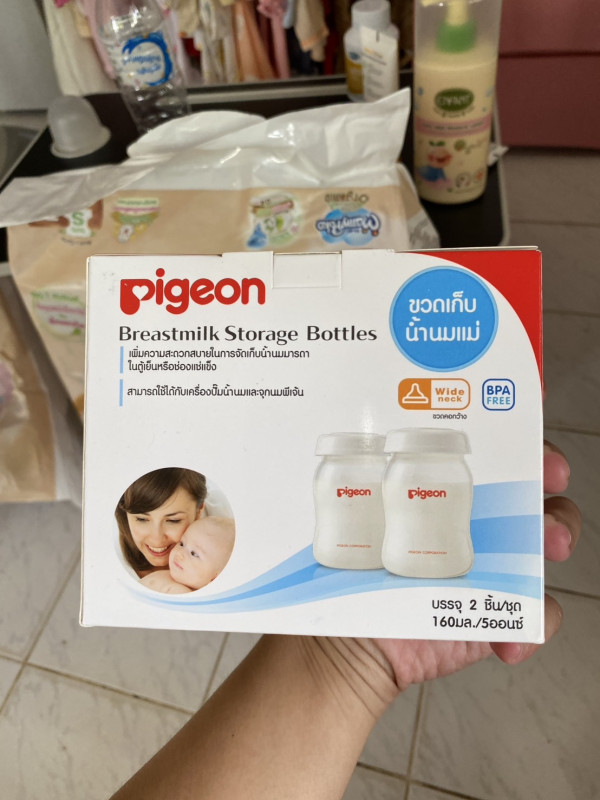 pigeon
Breastmilk Storage Bottles
เพิ่มความสะดวกสบายในการจัดเก็บน้ำนมมารดา
ในตู้เย็นหรือช่องแช่แข็ง
สามารถใช้ได้กับเครื่องปั๊มน้ำนมและจุกนมพีเจ้น
ขวดเก็บ
น้ำนมแม่
Wide
neck
ขวดคอกว้าง
BPA
FREE
pigeon
pigeon
PIGEON CORPORATION
บรรจุ 2 ชิ้น/ชุด
160มล./5ออนซ์
S